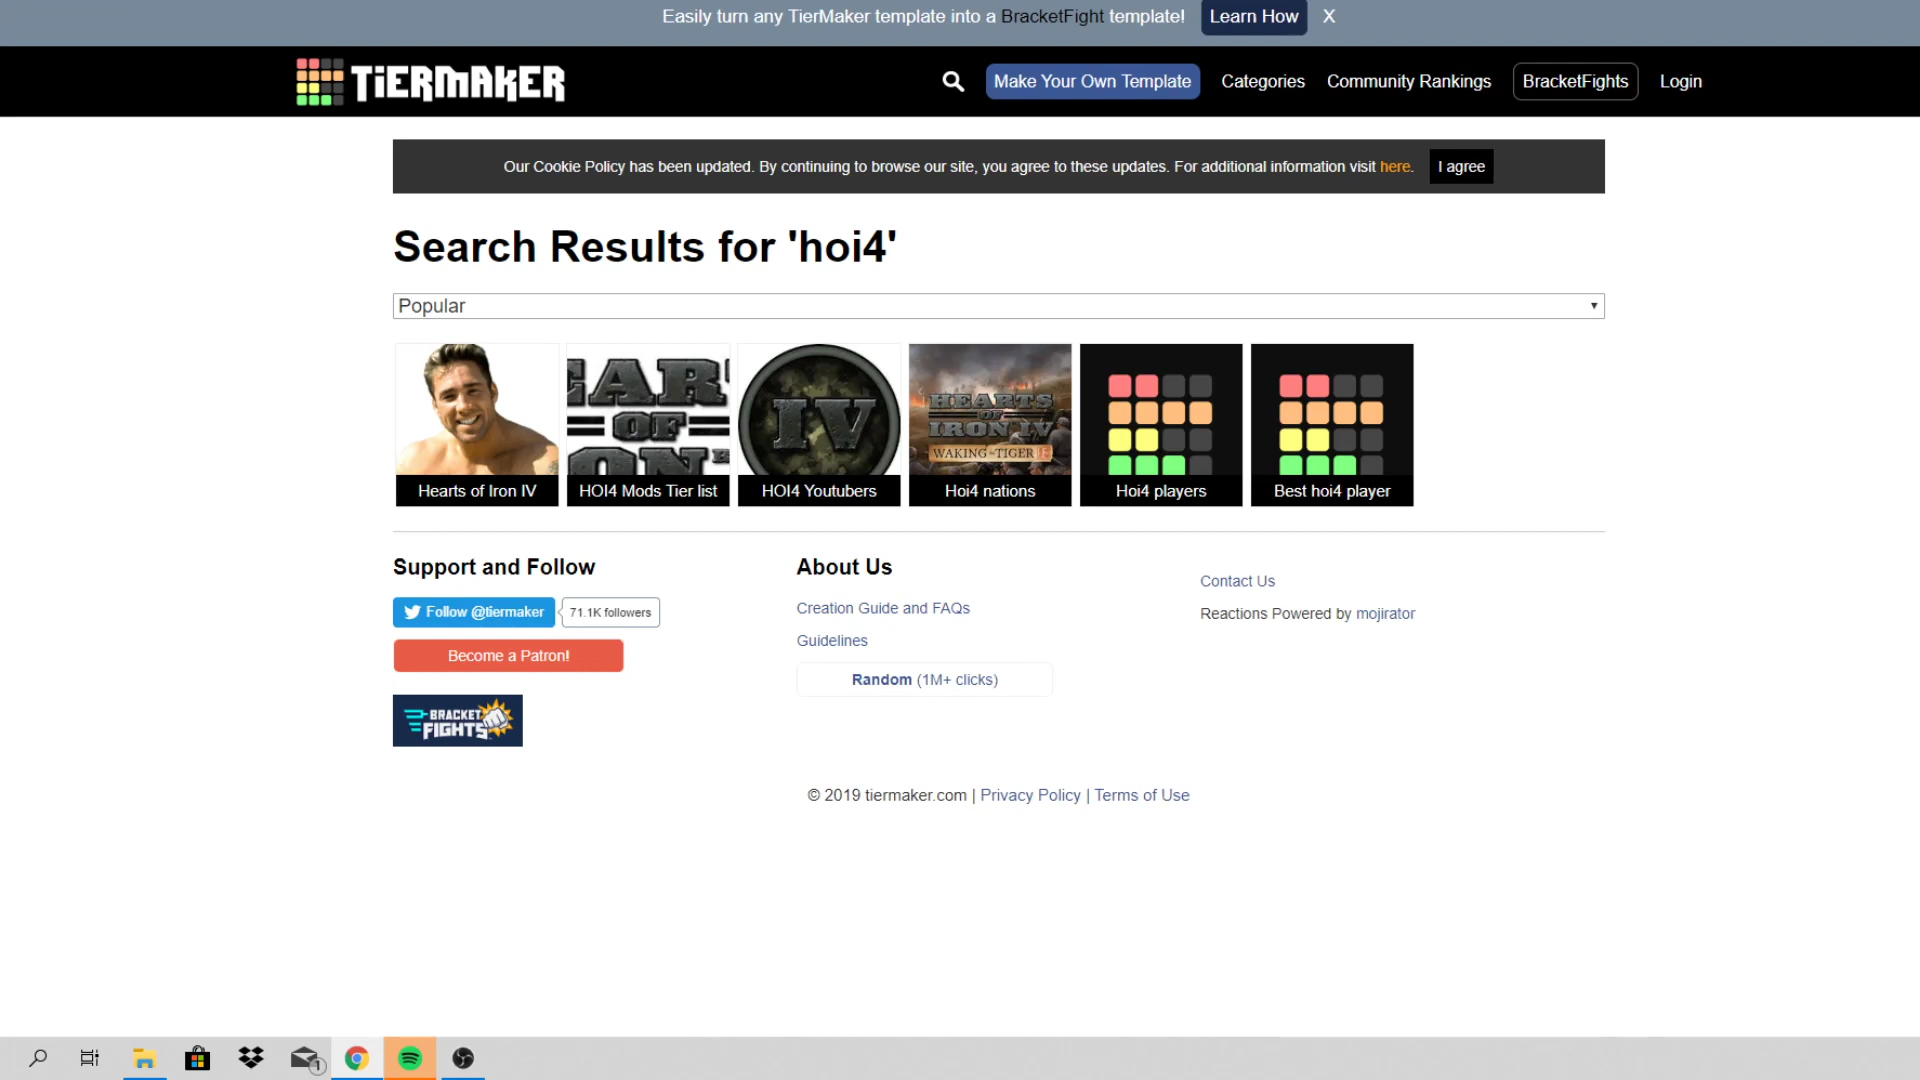 Easily turn any TierMaker template into a BracketFight template! Learn How X
TiERMAKER Make Your Own Template Categories Community Rankings BracketFights Login
Our Cookie Policy has been updated. By continuing to browse our site, you agree to these updates. For additional information visit here. I agree
Search Results for 'hoi4'
Popular
EAR
OF
ON
IV
HEARTS
OF
IRON IV
WAKING THE TIGER
Hearts of Iron IV HOI4 Mods Tier list HOI4 Youtubers Hoi4 nations Hoi4 players Best hoi4 player
Support and Follow
Follow @tiermaker 71.1K followers
Become a Patron!
BRACKET
FIGHTS
About Us
Creation Guide and FAQs
Guidelines
Random (1M+ clicks)
Contact Us
Reactions Powered by mojirator
© 2019 tiermaker.com | Privacy Policy | Terms of Use
1